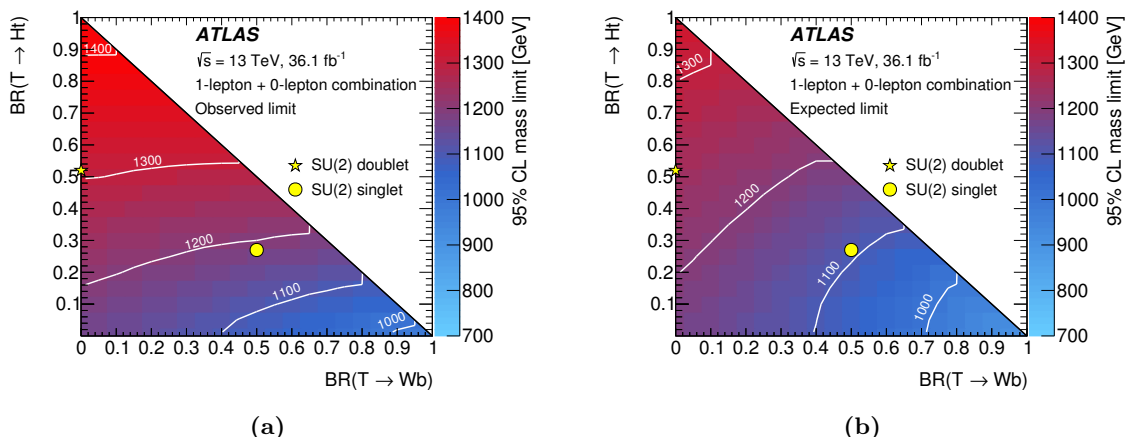 BR(T → Ht)
1
0.9
0.8
0.7
0.6
0.5
0.4
0.3
0.2
0.1
0 0.1 0.2 0.3 0.4 0.5 0.6 0.7 0.8 0.9 1
BR(T → Wb)
ATLAS
√s = 13 TeV, 36.1 fb⁻¹
1-lepton + 0-lepton combination
Observed limit
SU(2) doublet
SU(2) singlet
1400
1300
1200
1100
1000
1400
1300
1200
1100
1000
900
800
700
95% CL mass limit [GeV]
(a)
BR(T → Ht)
1
0.9
0.8
0.7
0.6
0.5
0.4
0.3
0.2
0.1
0 0.1 0.2 0.3 0.4 0.5 0.6 0.7 0.8 0.9 1
BR(T → Wb)
ATLAS
√s = 13 TeV, 36.1 fb⁻¹
1-lepton + 0-lepton combination
Expected limit
SU(2) doublet
SU(2) singlet
1300
1200
1100
1000
1400
1300
1200
1100
1000
900
800
700
95% CL mass limit [GeV]
(b)